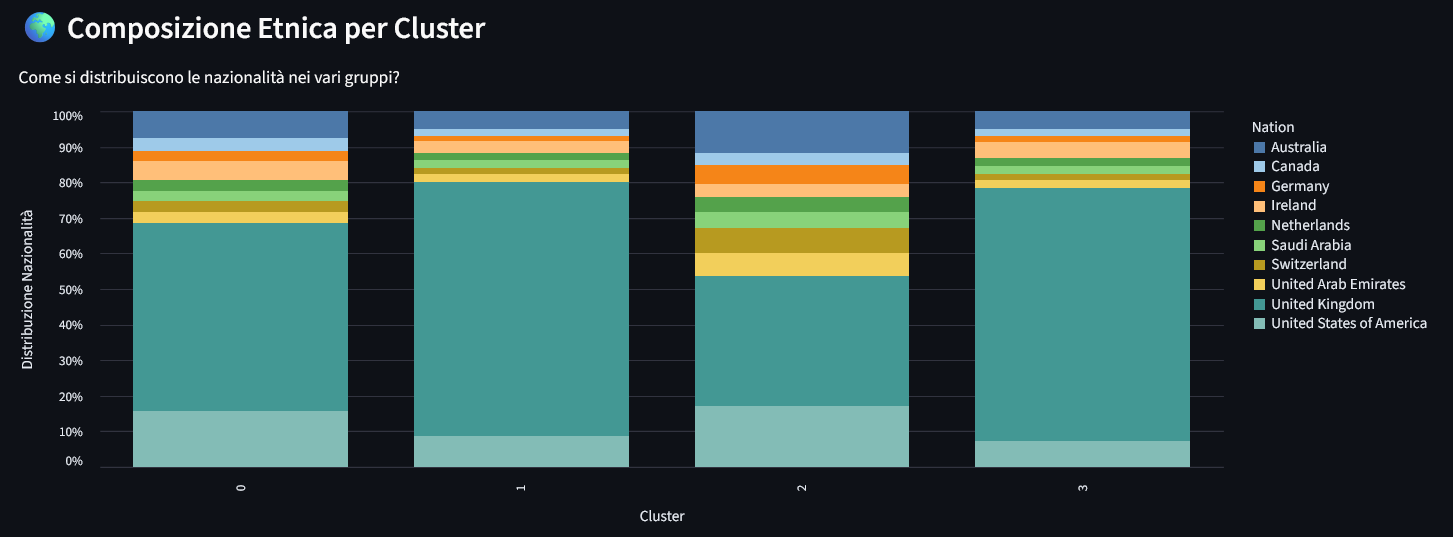 🌍 Composizione Etnica per Cluster
Come si distribuiscono le nazionalità nei vari gruppi?
Distribuzione Nazionalità
100%
90%
80%
70%
60%
50%
40%
30%
20%
10%
0%
0
1
2
3
Cluster
Nation
Australia
Canada
Germany
Ireland
Netherlands
Saudi Arabia
Switzerland
United Arab Emirates
United Kingdom
United States of America